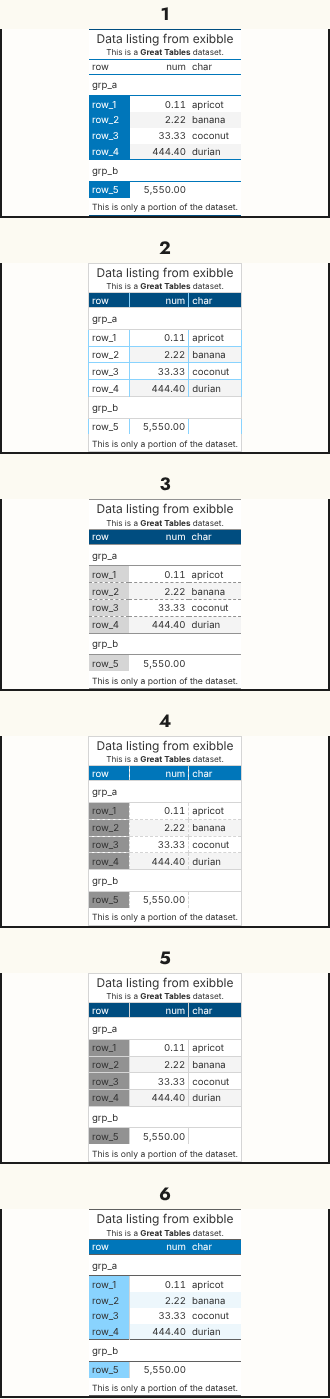 1
Data listing from exibble
This is a Great Tables dataset.
row num char
grp_a
row_1 0.11 apricot
row_2 2.22 banana
row_3 33.33 coconut
row_4 444.40 durian
grp_b
row_5 5,550.00
This is only a portion of the dataset.
2
Data listing from exibble
This is a Great Tables dataset.
row num char
grp_a
row_1 0.11 apricot
row_2 2.22 banana
row_3 33.33 coconut
row_4 444.40 durian
grp_b
row_5 5,550.00
This is only a portion of the dataset.
3
Data listing from exibble
This is a Great Tables dataset.
row num char
grp_a
row_1 0.11 apricot
row_2 2.22 banana
row_3 33.33 coconut
row_4 444.40 durian
grp_b
row_5 5,550.00
This is only a portion of the dataset.
4
Data listing from exibble
This is a Great Tables dataset.
row num char
grp_a
row_1 0.11 apricot
row_2 2.22 banana
row_3 33.33 coconut
row_4 444.40 durian
grp_b
row_5 5,550.00
This is only a portion of the dataset.
5
Data listing from exibble
This is a Great Tables dataset.
row num char
grp_a
row_1 0.11 apricot
row_2 2.22 banana
row_3 33.33 coconut
row_4 444.40 durian
grp_b
row_5 5,550.00
This is only a portion of the dataset.
6
Data listing from exibble
This is a Great Tables dataset.
row num char
grp_a
row_1 0.11 apricot
row_2 2.22 banana
row_3 33.33 coconut
row_4 444.40 durian
grp_b
row_5 5,550.00
This is only a portion of the dataset.